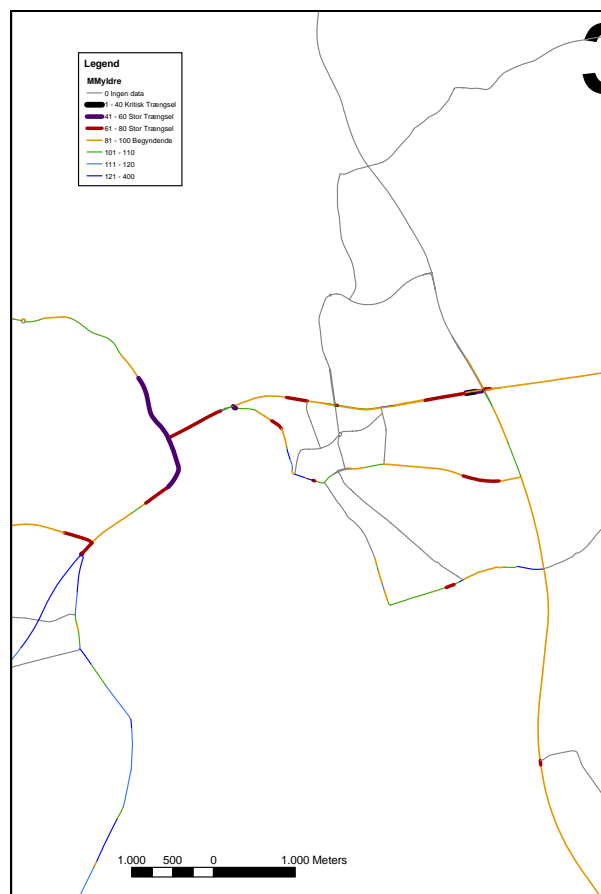 Legend
MMyldre
0 Ingen data
1 - 40 Kritisk Trængsel
41 - 60 Stor Trængsel
61 - 80 Stor Trængsel
81 - 100 Begyndende
101 - 110
111 - 120
121 - 400
1.000 500 0 1.000 Meters